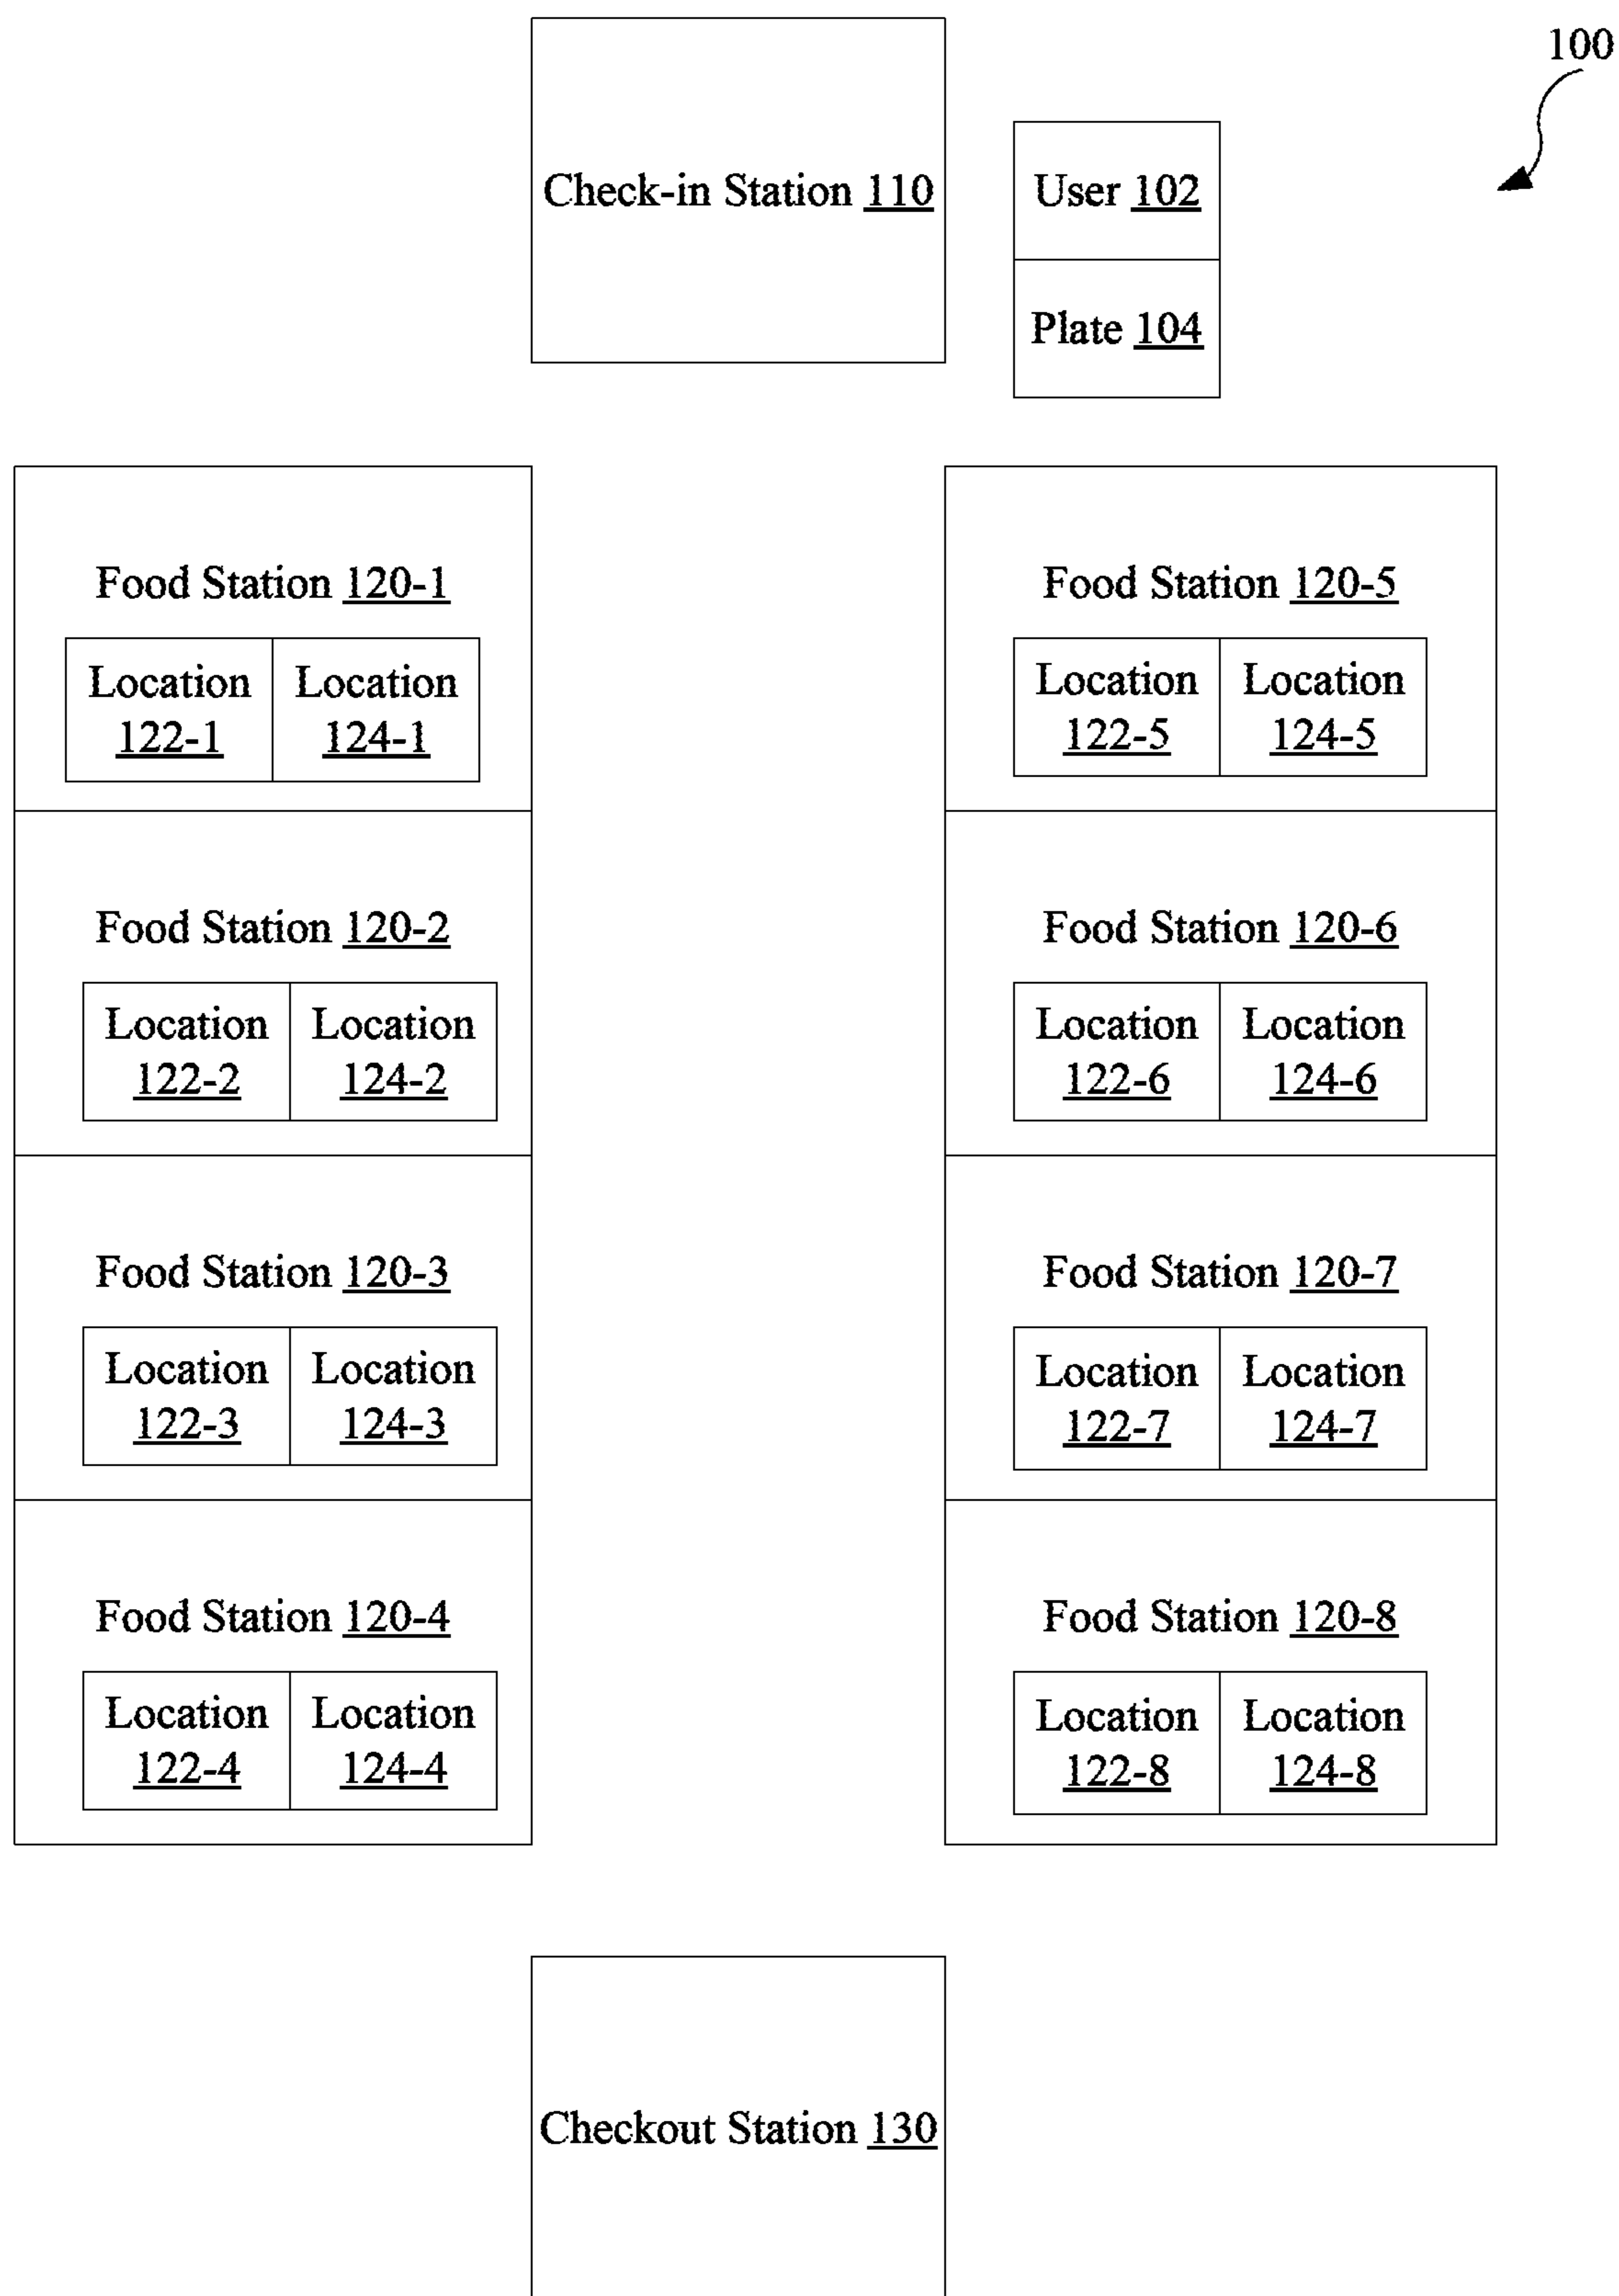 100
Check-in Station 110
User 102
Plate 104
Food Station 120-1
Location Location
122-1 124-1
Food Station 120-2
Location Location
122-2 124-2
Food Station 120-3
Location Location
122-3 124-3
Food Station 120-4
Location Location
122-4 124-4
Food Station 120-5
Location Location
122-5 124-5
Food Station 120-6
Location Location
122-6 124-6
Food Station 120-7
Location Location
122-7 124-7
Food Station 120-8
Location Location
122-8 124-8
Checkout Station 130